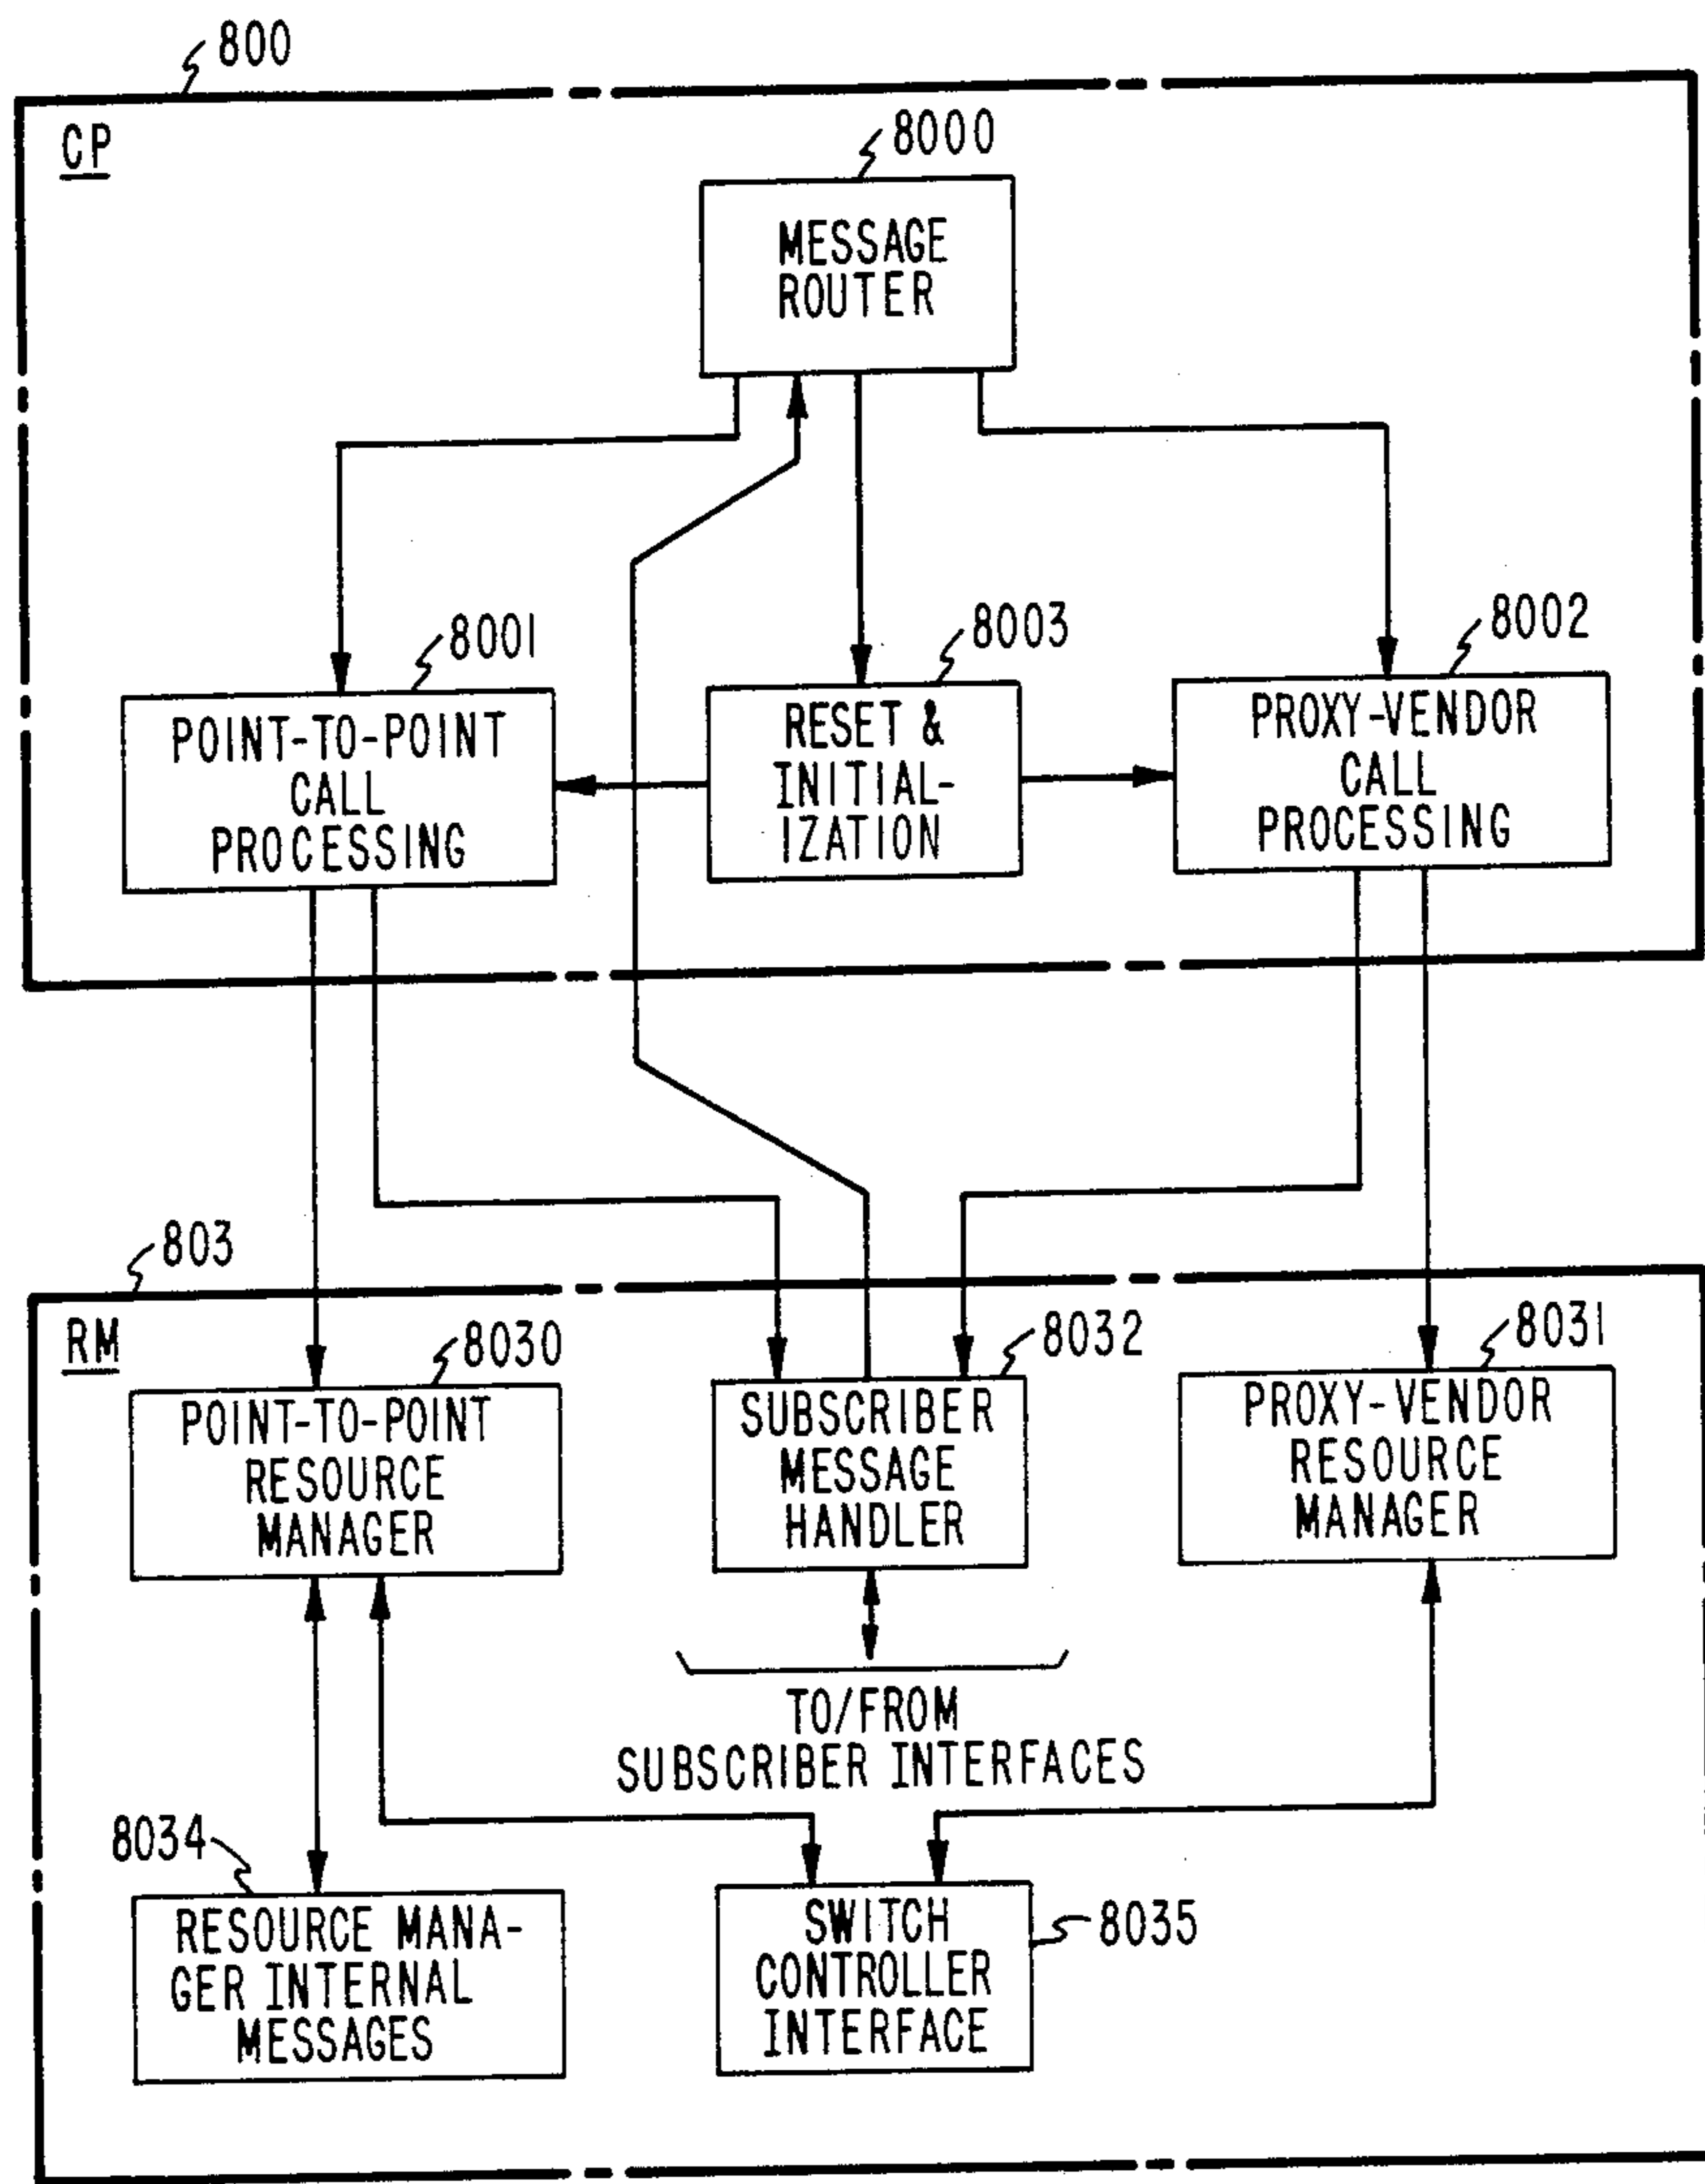 800
CP
8000
MESSAGE
ROUTER
8001
8003
8002
POINT-TO-POINT
CALL
PROCESSING
RESET &
INITIAL-
IZATION
PROXY-VENDOR
CALL
PROCESSING
803
RM
8030
8032
8031
POINT-TO-POINT
RESOURCE
MANAGER
SUBSCRIBER
MESSAGE
HANDLER
PROXY-VENDOR
RESOURCE
MANAGER
TO/FROM
SUBSCRIBER INTERFACES
8034
RESOURCE MANA-
GER INTERNAL
MESSAGES
SWITCH
CONTROLLER
INTERFACE
8035